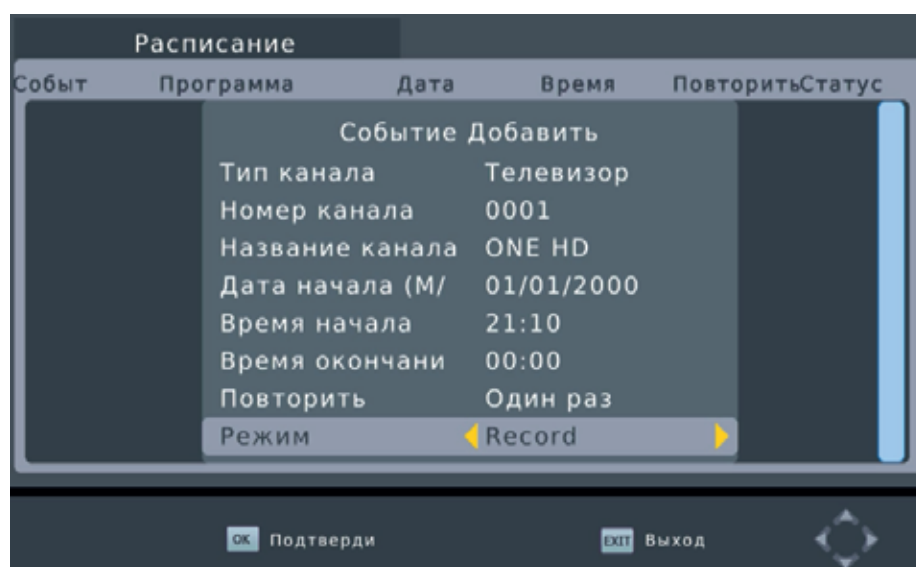 Расписание
Событ Программа Дата Время ПовторитьСтатус
Событие Добавить
Тип канала Телевизор
Номер канала 0001
Название канала ONE HD
Дата начала (М/ 01/01/2000
Время начала 21:10
Время окончани 00:00
Повторить Один раз
Режим Record
OK Подтверди EXIT Выход